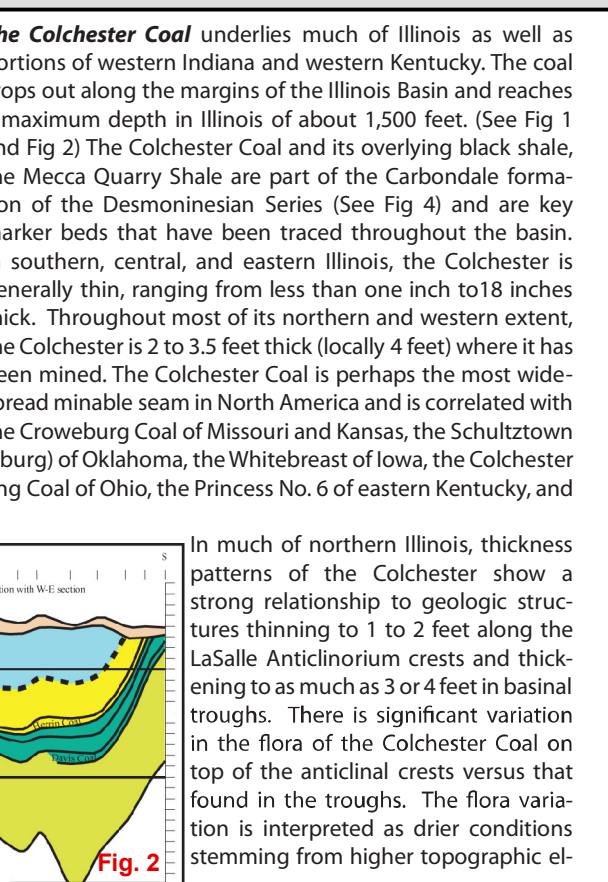 he Colchester Coal underlies much of Illinois as well as
ortions of western Indiana and western Kentucky. The coal
rops out along the margins of the Illinois Basin and reaches
maximum depth in Illinois of about 1,500 feet. (See Fig 1
nd Fig 2) The Colchester Coal and its overlying black shale,
he Mecca Quarry Shale are part of the Carbondale forma-
on of the Desmoninesian Series (See Fig 4) and are key
arker beds that have been traced throughout the basin.
southern, central, and eastern Illinois, the Colchester is
enerally thin, ranging from less than one inch to18 inches
hick. Throughout most of its northern and western extent,
he Colchester is 2 to 3.5 feet thick (locally 4 feet) where it has
een mined. The Colchester Coal is perhaps the most wide-
pread minable seam in North America and is correlated with
he Croweburg Coal of Missouri and Kansas, the Schultztown
burg) of Oklahoma, the Whitebreast of Iowa, the Colchester
ng Coal of Ohio, the Princess No. 6 of eastern Kentucky, and
S
tion with W-E section
Herrin Coal
Davis Coal
Fig. 2
In much of northern Illinois, thickness
patterns of the Colchester show a
strong relationship to geologic struc-
tures thinning to 1 to 2 feet along the
LaSalle Anticlinorium crests and thick-
ening to as much as 3 or 4 feet in basinal
troughs. There is significant variation
in the flora of the Colchester Coal on
top of the anticlinal crests versus that
found in the troughs. The flora varia-
tion is interpreted as drier conditions
stemming from higher topographic el-